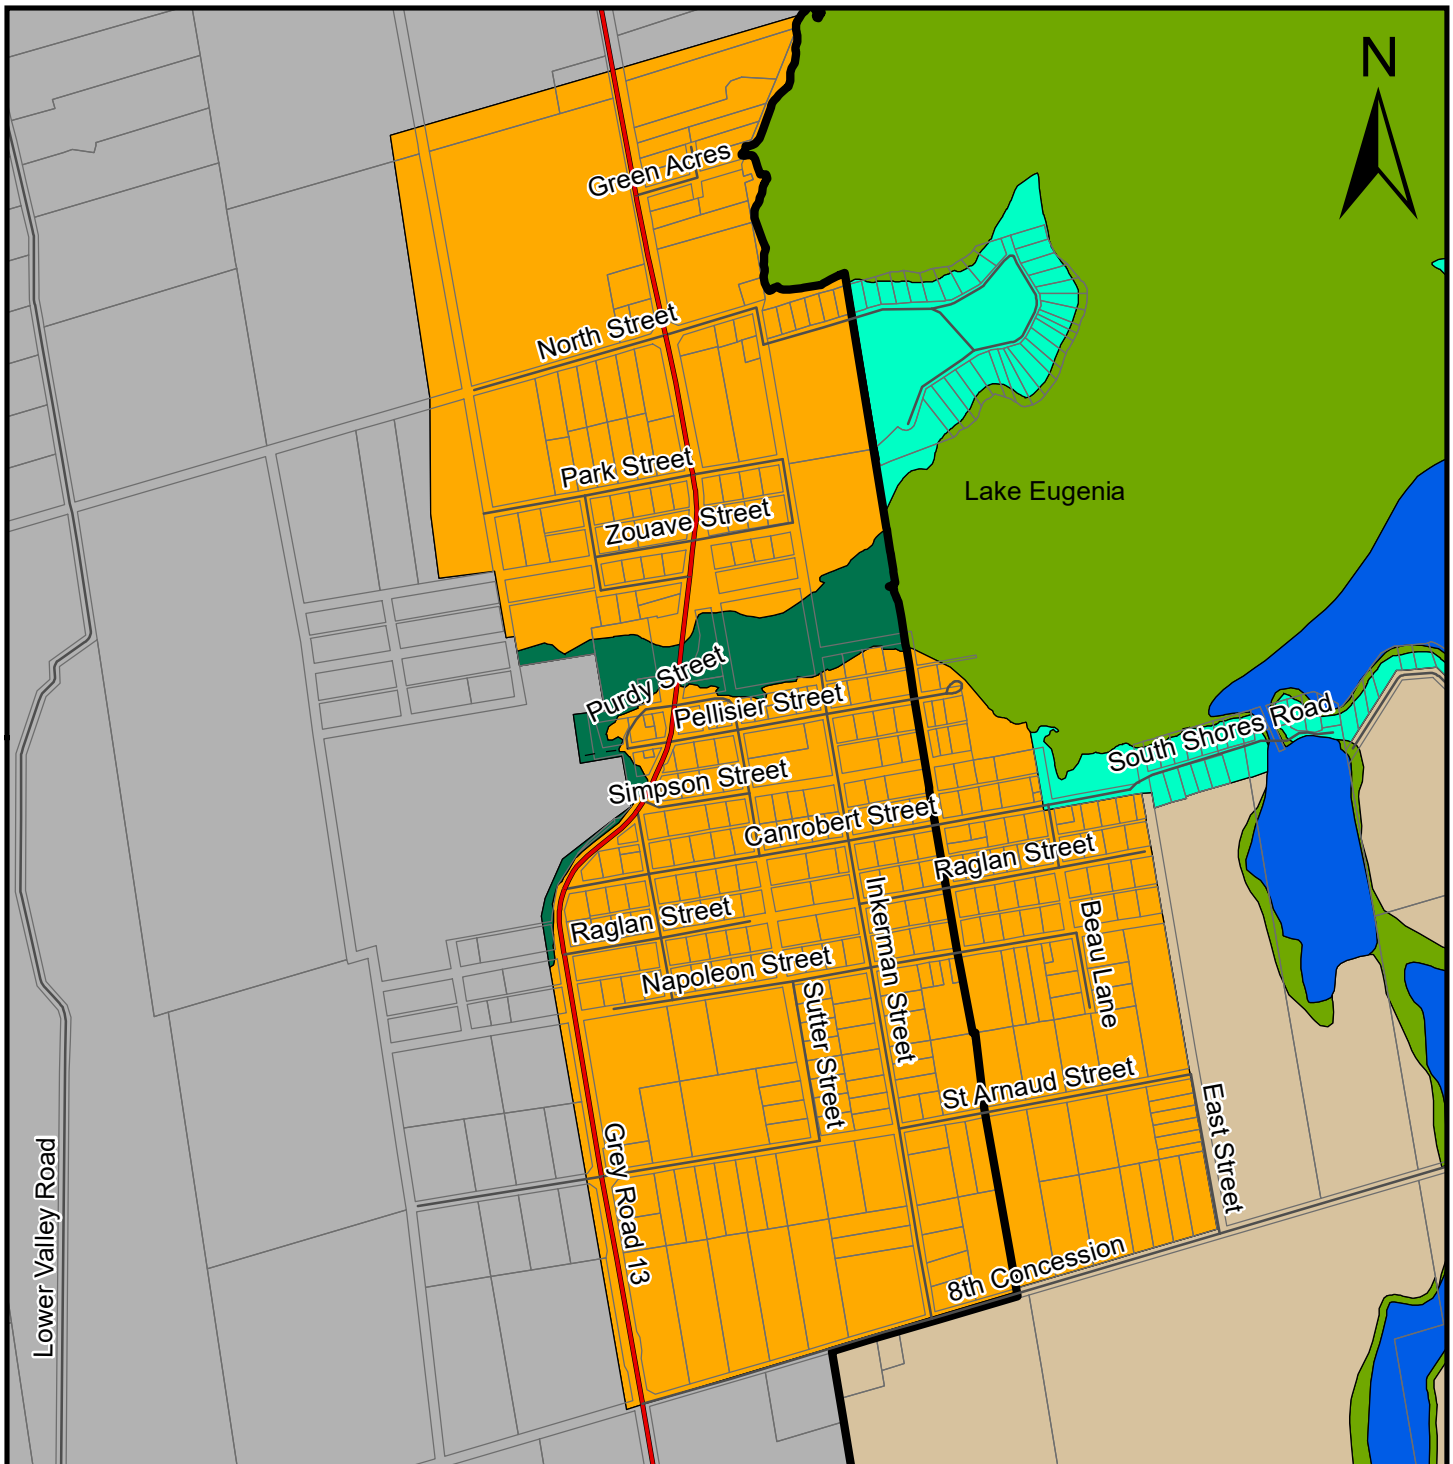 N
Green Acres
North Street
Park Street
Lake Eugenia
Zouave Street
Purdy Street
Pellisier Street
South Shores Road
Simpson Street
Canrobert Street
Raglan Street
Inkerman Street
Raglan Street
Beau Lane
Napoleon Street
Sutter Street
St Arnaud Street
East Street
Grey Road 13
Lower Valley Road
8th Concession